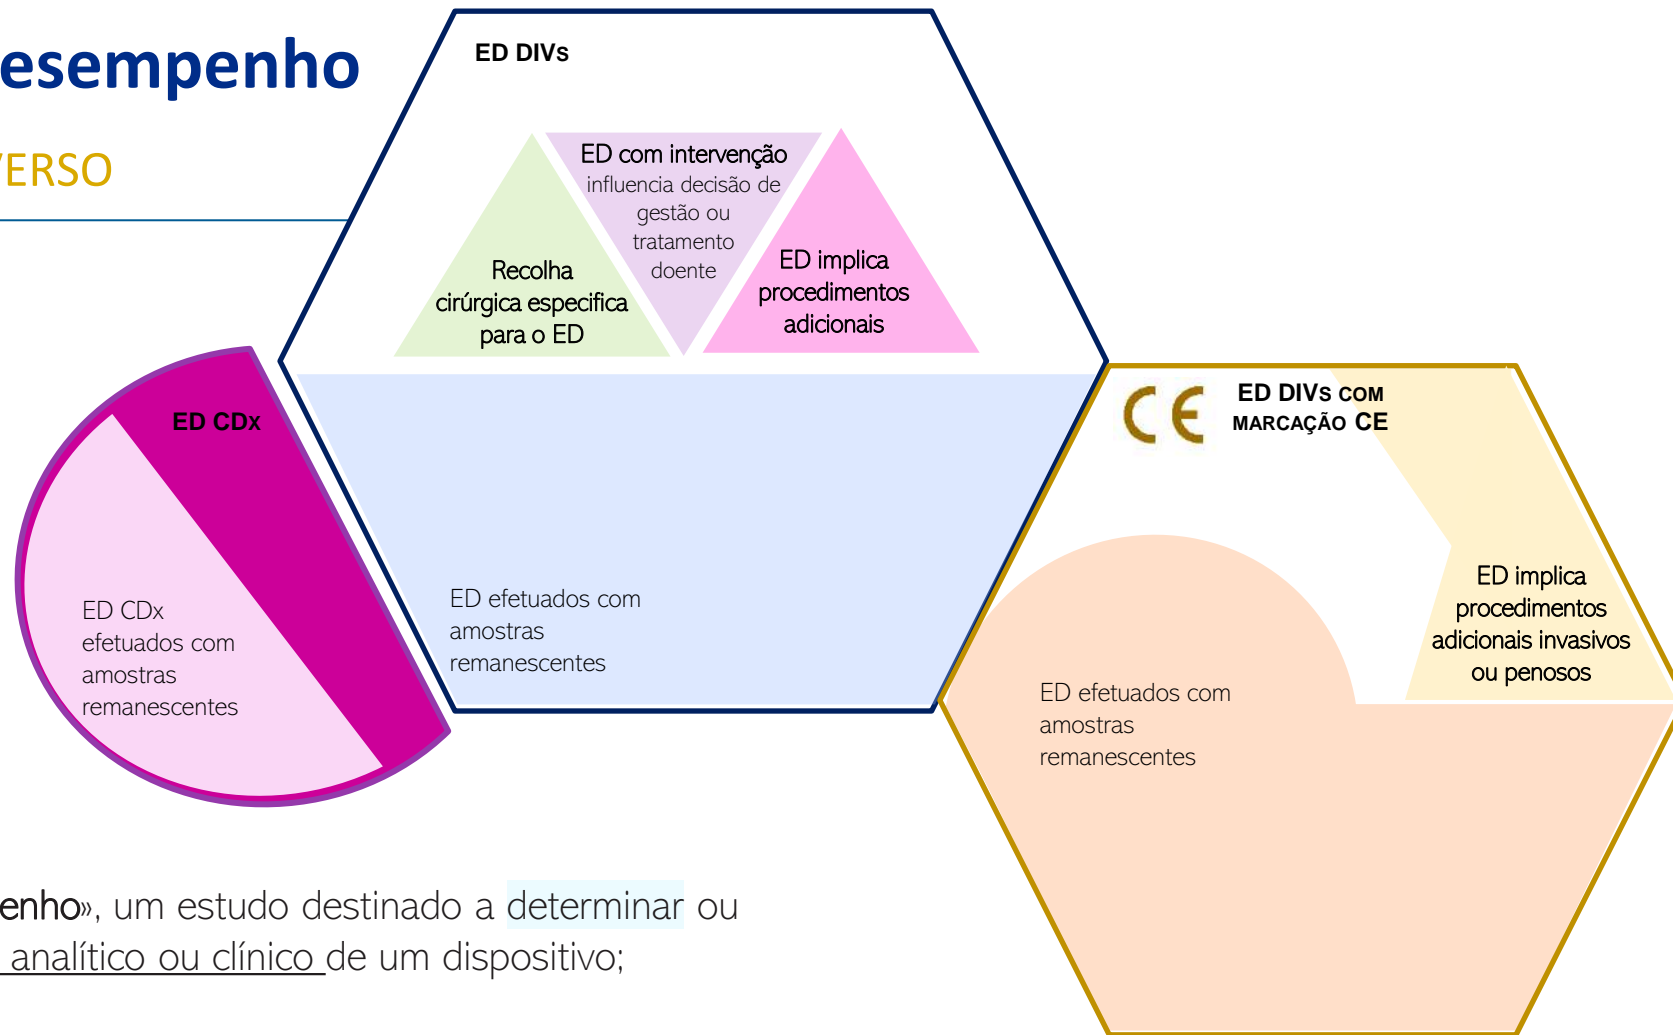 esempenho
VERSO
ED DIVs
ED com intervenção
influencia decisão de
gestão ou
tratamento
doente
Recolha
cirúrgica especifica
para o ED
ED implica
procedimentos
adicionais
ED CDx
ED CDx
efetuados com
amostras
remanescentes
ED efetuados com
amostras
remanescentes
CE
ED DIVs COM
MARCAÇÃO CE
ED implica
procedimentos
adicionais invasivos
ou penosos
ED efetuados com
amostras
remanescentes
enho», um estudo destinado a determinar ou
analítico ou clínico de um dispositivo;